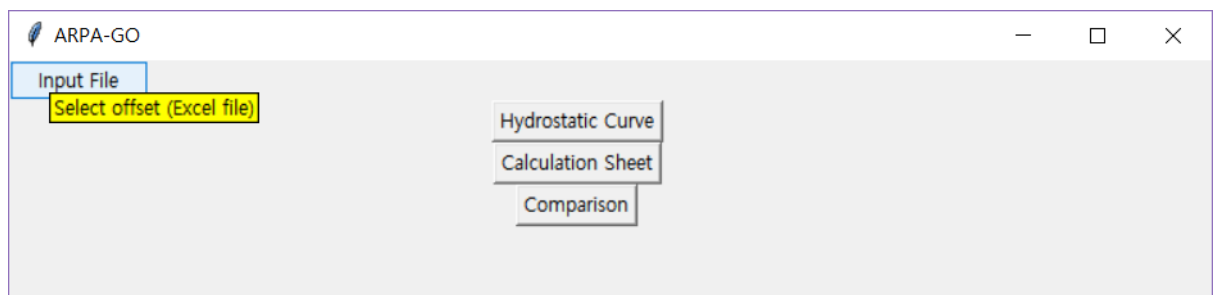 ARPA-GO
Input File
Select offset (Excel file)
Hydrostatic Curve
Calculation Sheet
Comparison